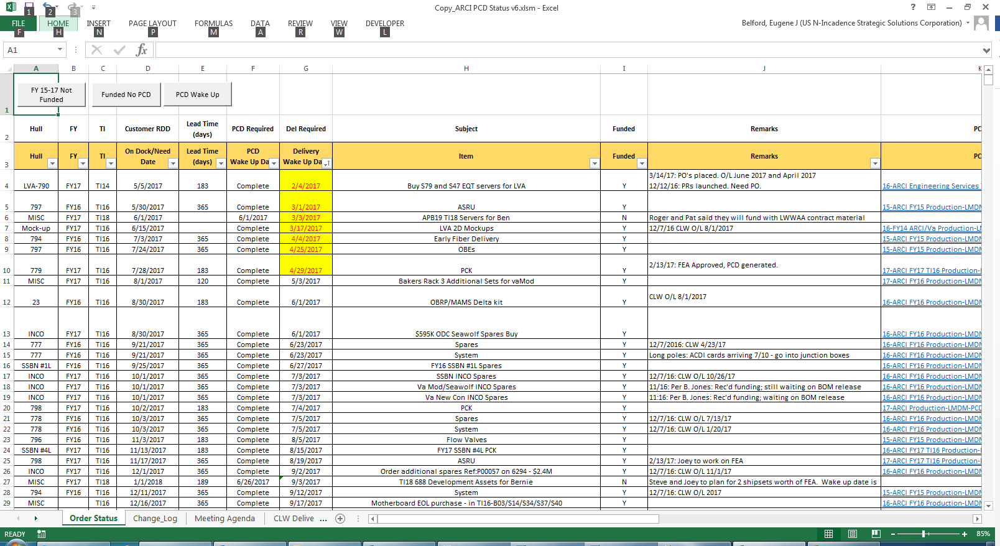 Copy_ARCI PCD Status v6.xlsm - Excel
1 2 3
FILE HOME INSERT PAGE LAYOUT FORMULAS DATA REVIEW VIEW DEVELOPER
Belford, Eugene J (US N-Incadence Strategic Solutions Corporation)
F H N P M A R W L
A1 fx
A B C D E F G H I J K
FY 15-17 Not
Funded
Funded No PCD
PCD Wake Up
1
2 Hull FY TI Customer RDD Lead Time (days) PCD Required Del Required Subject Funded Remarks PC
3 Hull FY TI On Dock/Need Date Lead Time (days) PCD Wake Up Da Delivery Wake Up Da Item Funded Remarks PC
4 LVA-790 FY17 TI14 5/5/2017 183 Complete 2/4/2017 Buy S79 and S47 EQT servers for LVA Y 3/14/17: PO's placed. O/L June 2017 and April 2017
12/12/16: PRs launched. Need PO. 16-ARCI Engineering Services
5 797 FY16 TI16 5/30/2017 365 Complete 3/1/2017 ASRU Y 15-ARCI FY15 Production-LMDM
6 MISC FY17 TI18 6/1/2017 6/1/2017 3/3/2017 APB19 TI18 Servers for Ben N Roger and Pat said they will fund with LWWAA contract material
7 Mock-up FY17 TI16 6/15/2017 Complete 3/17/2017 LVA 2D Mockups Y 12/7/16 CLW O/L 8/1/2017 16-FY14 ARCI/Va Production-L
8 794 FY16 TI16 7/3/2017 365 Complete 4/4/2017 Early Fiber Delivery Y 15-ARCI FY15 Production-LMDM
9 797 FY16 TI16 7/24/2017 365 Complete 4/25/2017 OBEs Y 15-ARCI FY15 Production-LMDM
10 779 FY17 TI16 7/28/2017 183 Complete 4/29/2017 PCK Y 2/13/17: FEA Approved, PCD generated. 17-ARCI FY17 TI16 Production-
11 MISC FY17 TI16 8/1/2017 120 Complete 5/3/2017 Bakers Rack 3 Additional Sets for vaMod Y 17-ARCI FY16 Production-LMDM
12 23 FY16 TI16 8/30/2017 183 Complete 6/1/2017 OBRP/MAMS Delta kit Y CLW O/L 8/1/2017 16-ARCI FY16 Production-LMDM
13 INCO FY17 TI16 8/30/2017 365 Complete 6/1/2017 $595K ODC Seawolf Spares Buy Y 16-ARCI FY16 Production-LMDM
14 777 FY16 TI16 9/21/2017 365 Complete 6/23/2017 Spares Y 12/7/2016: CLW 4/23/17 16-ARCI FY16 Production-LMDM
15 777 FY16 TI16 9/21/2017 365 Complete 6/23/2017 System Y Long poles: ACDI cards arriving 7/10 - go into junction boxes 16-ARCI FY16 Production-LMDM
16 SSBN #1L FY16 TI16 9/25/2017 365 Complete 6/27/2017 FY16 SSBN #1L Spares Y 16-ARCI FY16 Production-LMDM
17 INCO FY17 TI16 10/1/2017 365 Complete 7/3/2017 SSBN INCO Spares Y 12/7/16: CLW O/L 10/26/17 16-ARCI FY16 Production-LMDM
18 INCO FY17 TI16 10/1/2017 365 Complete 7/3/2017 Va Mod/Seawolf INCO Spares Y 11/16: Per B. Jones: Rec'd funding; still waiting on BOM release 16-ARCI FY16 Production-LMDM
19 INCO FY17 TI16 10/1/2017 365 Complete 7/3/2017 Va New Con INCO Spares Y 11:16: Per B. Jones: Rec'd funding; waiting on BOM release 16-ARCI FY16 Production-LMDM
20 798 FY17 TI16 10/2/2017 183 Complete 7/4/2017 PCK Y 17-ARCI Production-LMDM-PCD
21 778 FY16 TI16 10/3/2017 365 Complete 7/5/2017 Spares Y 12/7/16: CLW O/L 7/13/17 16-ARCI FY16 Production-LMDM
22 778 FY16 TI16 10/3/2017 365 Complete 7/5/2017 System Y 12/7/16: CLW O/L 1/20/17 16-ARCI FY16 Production-LMDM
23 796 FY16 TI16 11/3/2017 183 Complete 8/5/2017 Flow Valves Y 15-ARCI FY16 Production-LMDM
24 SSBN #4L FY17 TI16 11/13/2017 183 Complete 8/15/2017 FY17 SSBN #4L PCK Y 16-ARCI FY17 TI16 Production-
25 798 FY17 TI16 11/17/2017 365 Complete 8/19/2017 ASRU Y 2/13/17: Joey to work on FEA 17-ARCI FY17 TI16 Production-
26 INCO FY17 TI16 12/1/2017 365 Complete 9/2/2017 Order additional spares Ref:P00057 on 6294 - $2.4M Y 12/7/16: CLW O/L 11/1/17 16-ARCI FY16 Production-LMDM
27 MISC FY17 TI18 1/1/2018 189 6/26/2017 9/3/2017 TI18 688 Development Assets for Bernie N Steve and Joey to plan for 2 shipsets worth of FEA. Wake up date is
28 794 FY16 TI16 12/11/2017 365 Complete 9/12/2017 System Y 12/7/16: CLW O/L 2017 15-ARCI FY15 Production-LMDM
29 MISC TI16 12/16/2017 365 Complete 9/17/2017 Motherboard EOL purchase - in TI16-B03/S14/S34/S37/S40 Y 16-ARCI FY16 Production-LMDM
Order Status Change_Log Meeting Agenda CLW Delive ...
READY 85%